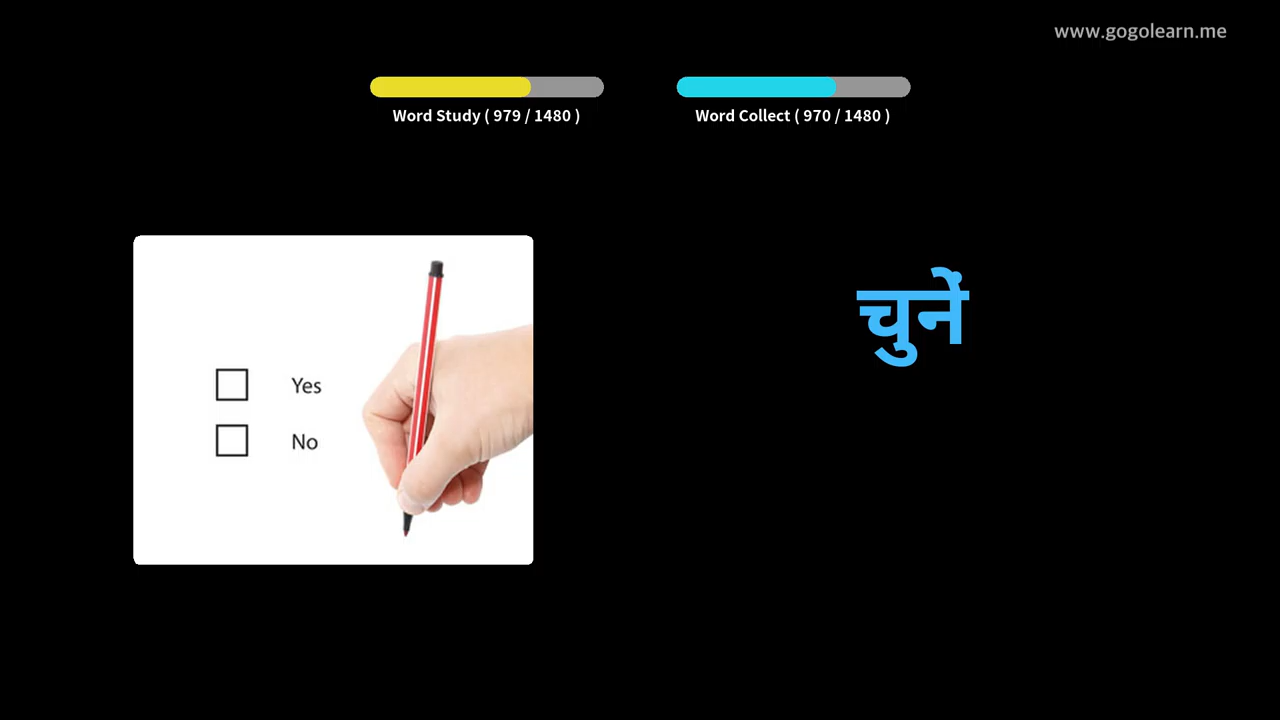 www.gogolearn.me
Word Study ( 979 / 1480 )
Word Collect ( 970 / 1480 )
Yes
No
चुनें